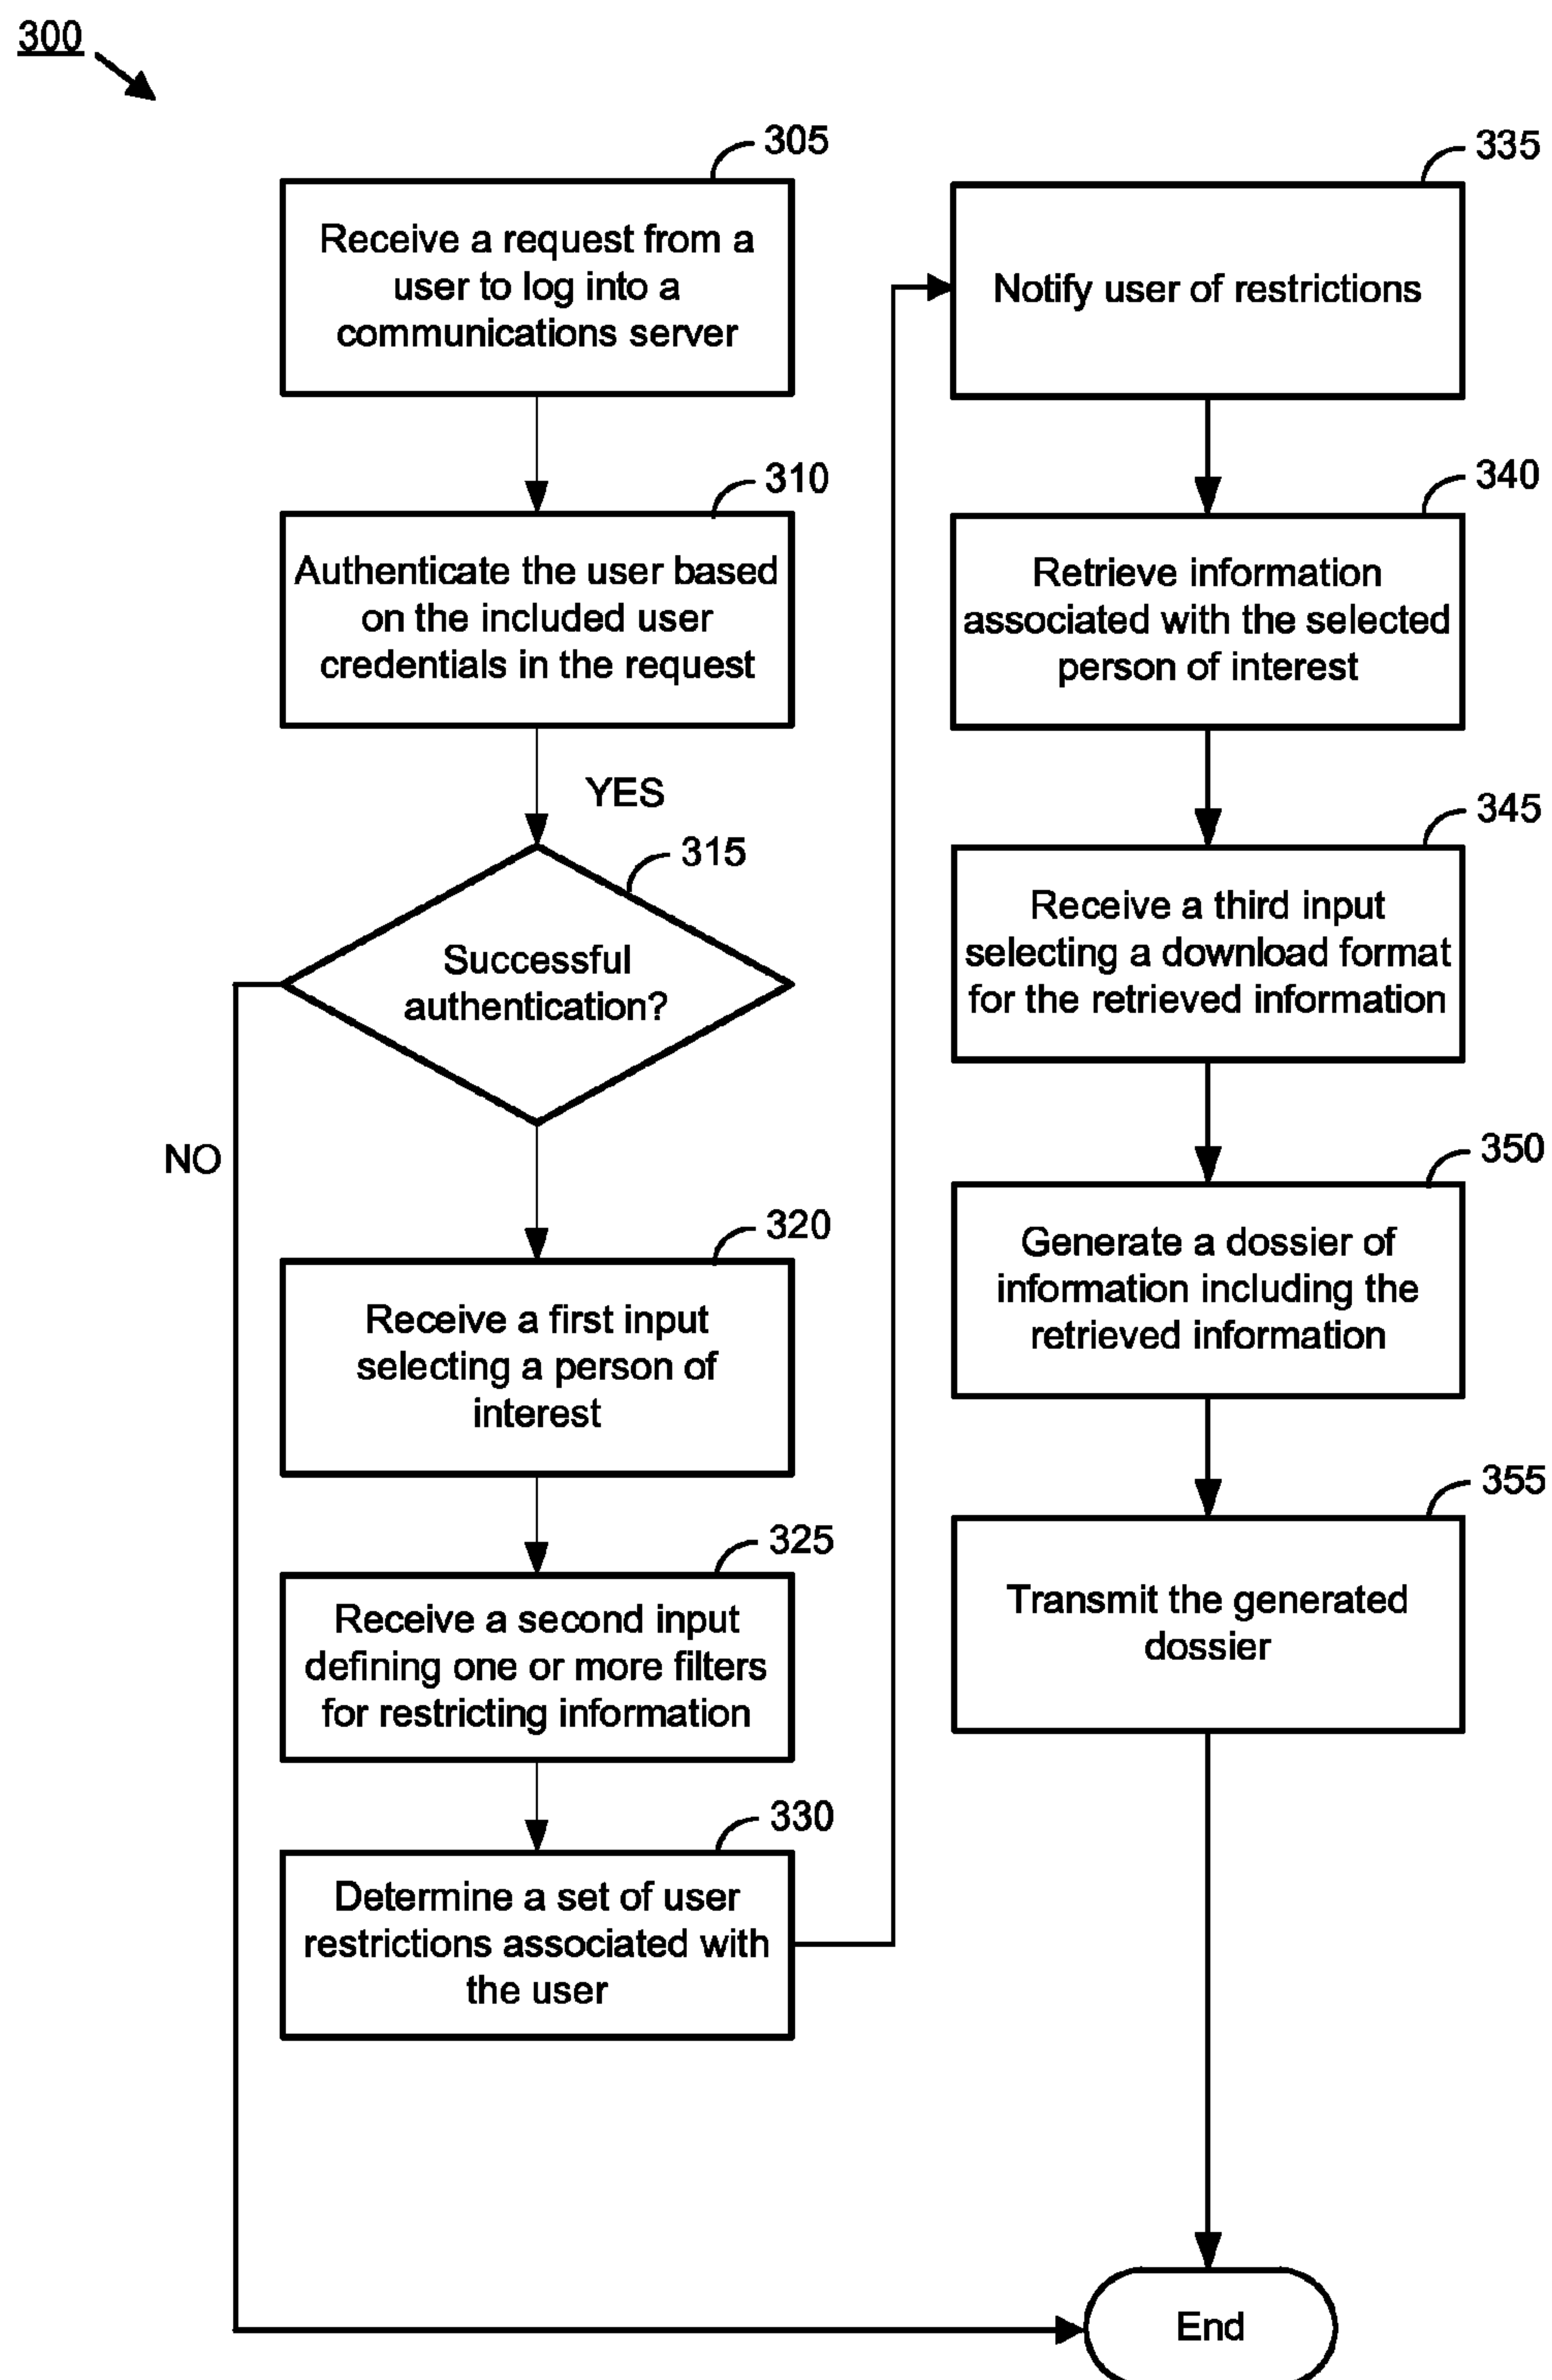 300
305
Receive a request from a
user to log into a
communications server
310
Authenticate the user based
on the included user
credentials in the request
YES
315
Successful
authentication?
NO
320
Receive a first input
selecting a person of
interest
325
Receive a second input
defining one or more filters
for restricting information
330
Determine a set of user
restrictions associated with
the user
335
Notify user of restrictions
340
Retrieve information
associated with the selected
person of interest
345
Receive a third input
selecting a download format
for the retrieved information
350
Generate a dossier of
information including the
retrieved information
355
Transmit the generated
dossier
End